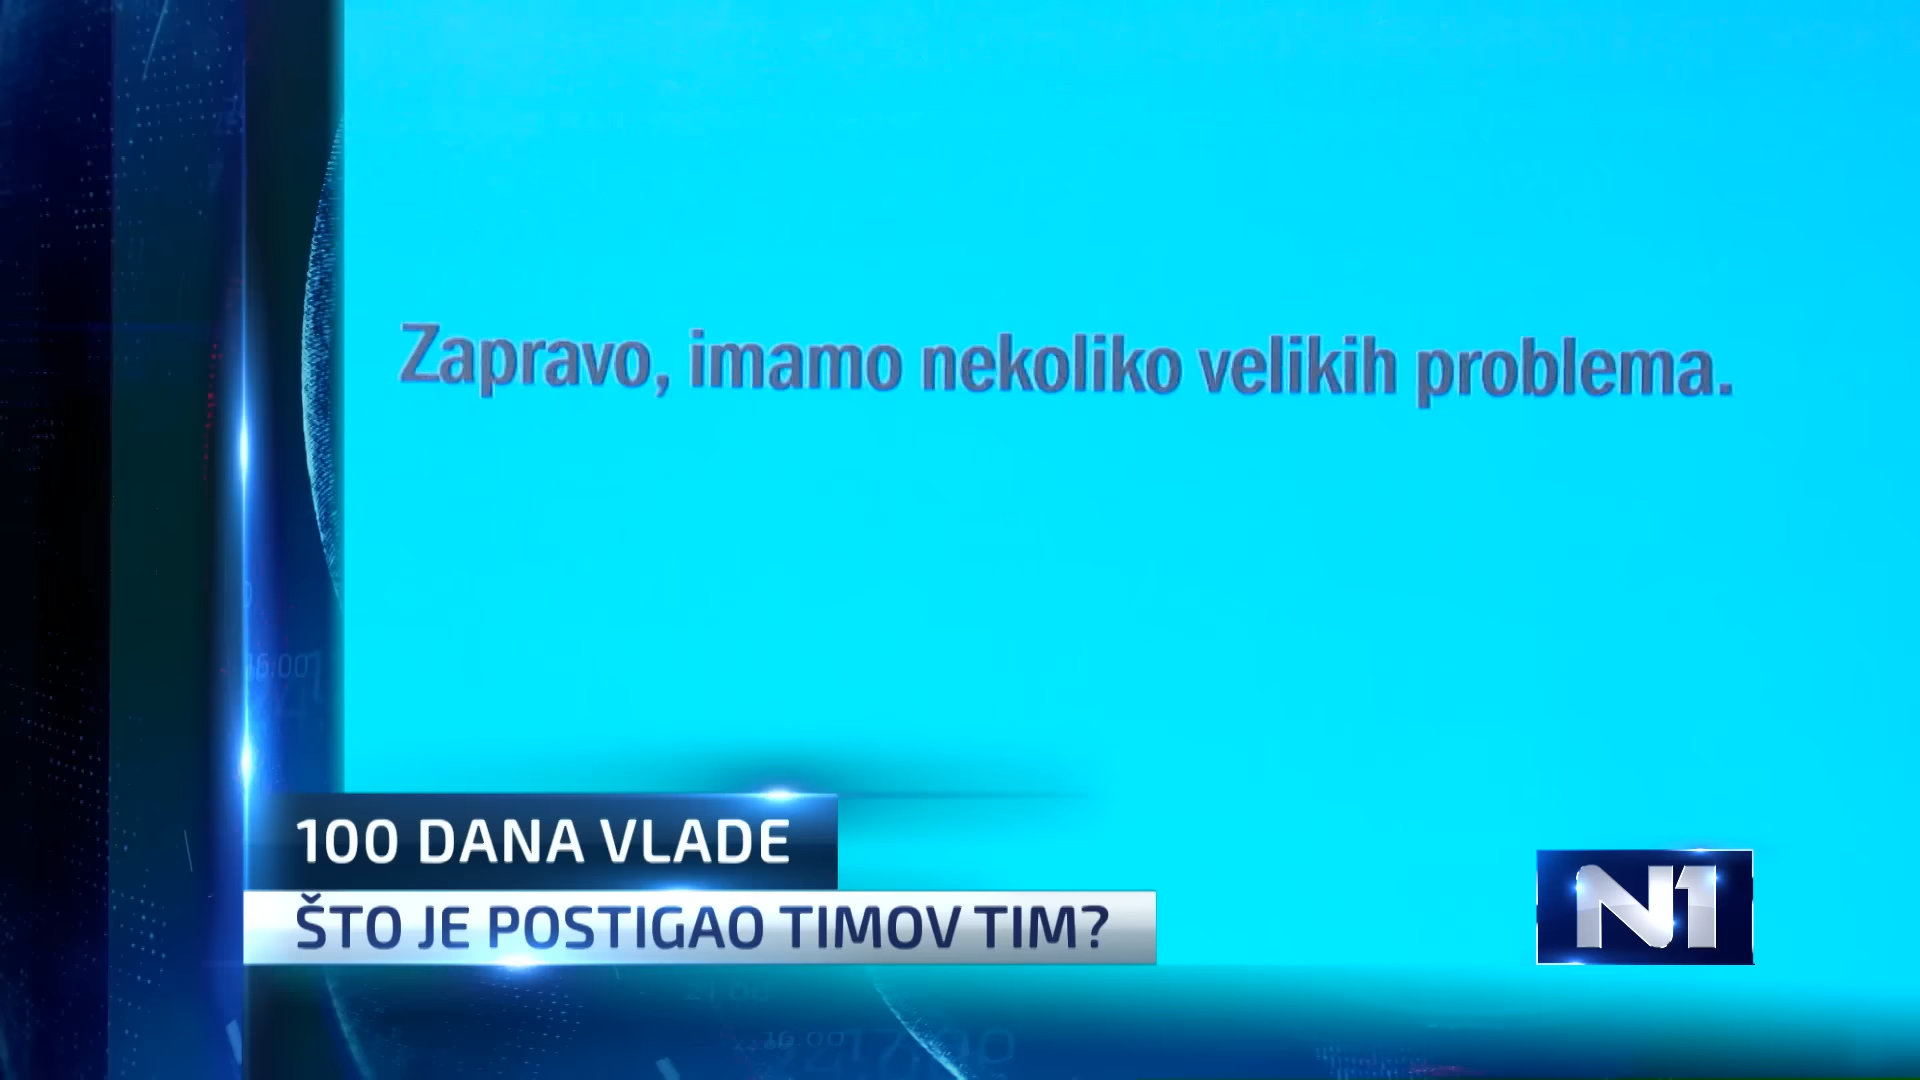 Zapravo, imamo nekoliko velikih problema.
100 DANA VLADE
ŠTO JE POSTIGAO TIMOV TIM?
N1